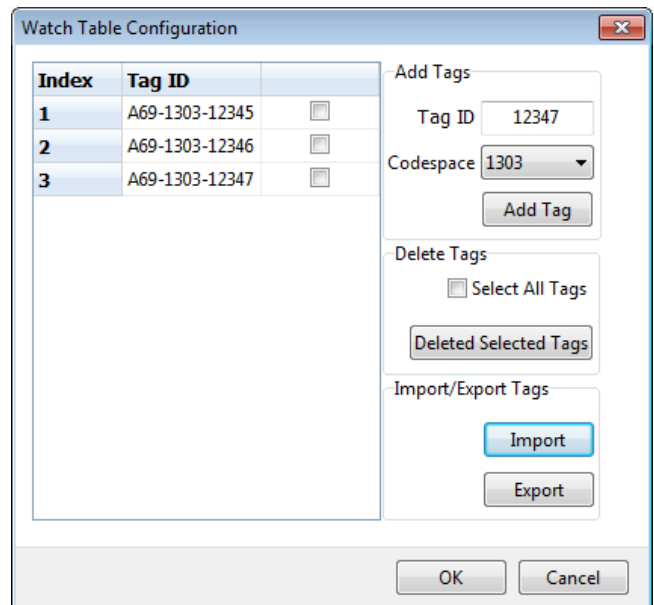 Watch Table Configuration
Index Tag ID
1 A69-1303-12345
2 A69-1303-12346
3 A69-1303-12347
Add Tags
Tag ID 12347
Codespace 1303
Add Tag
Delete Tags
Select All Tags
Deleted Selected Tags
Import/Export Tags
Import
Export
OK Cancel